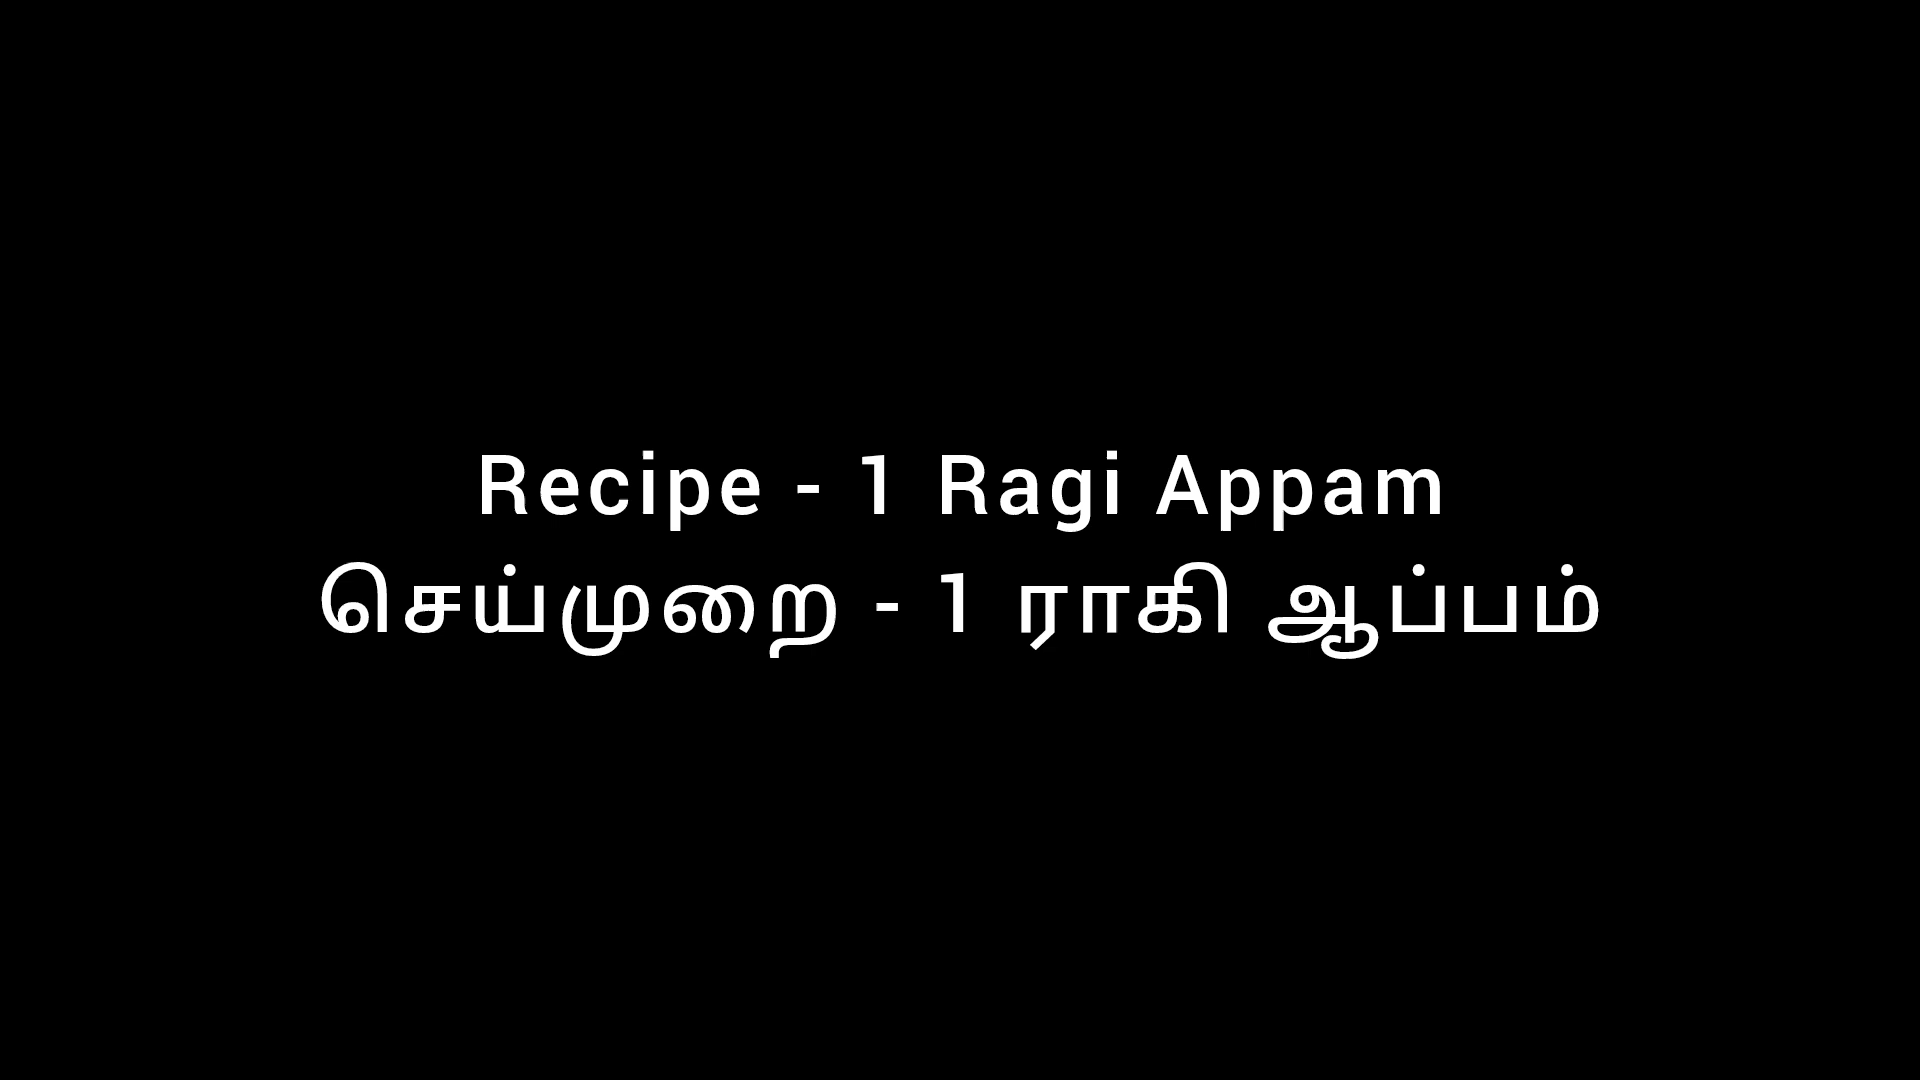 Recipe - 1 Ragi Appam
செய்முறை - 1 ராகி ஆப்பம்